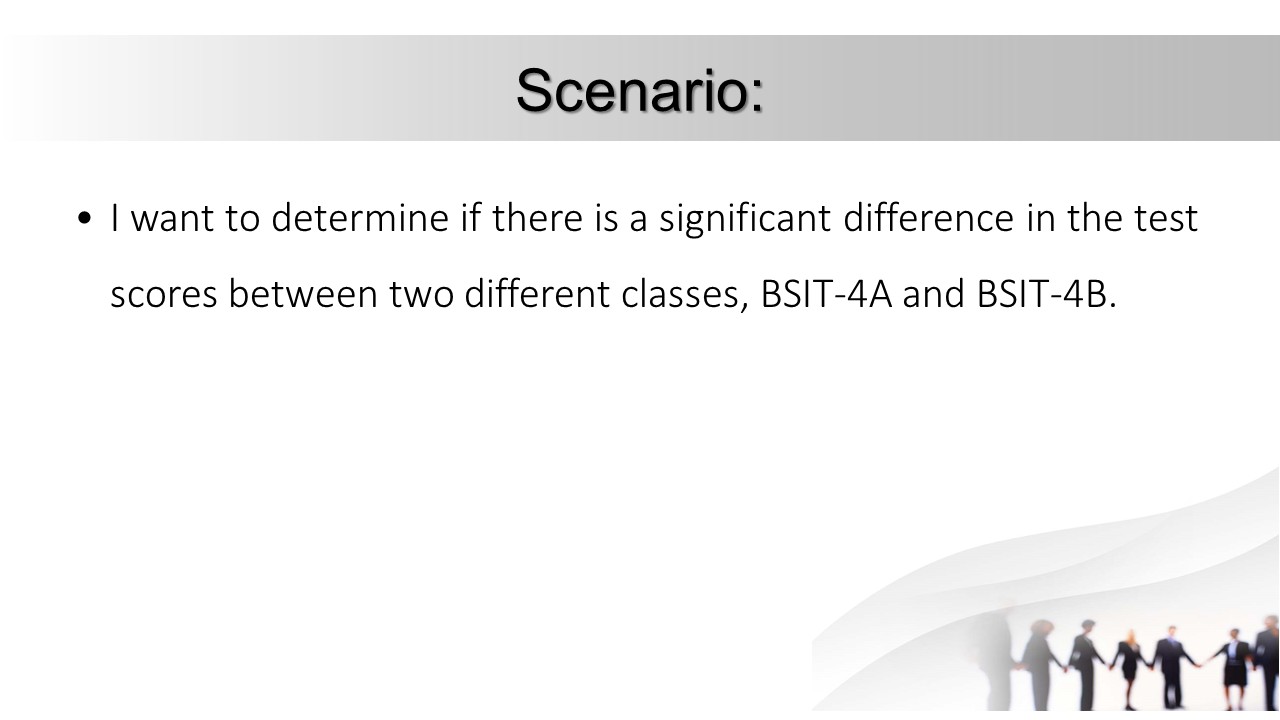 Scenario:
• I want to determine if there is a significant difference in the test
scores between two different classes, BSIT-4A and BSIT-4B.